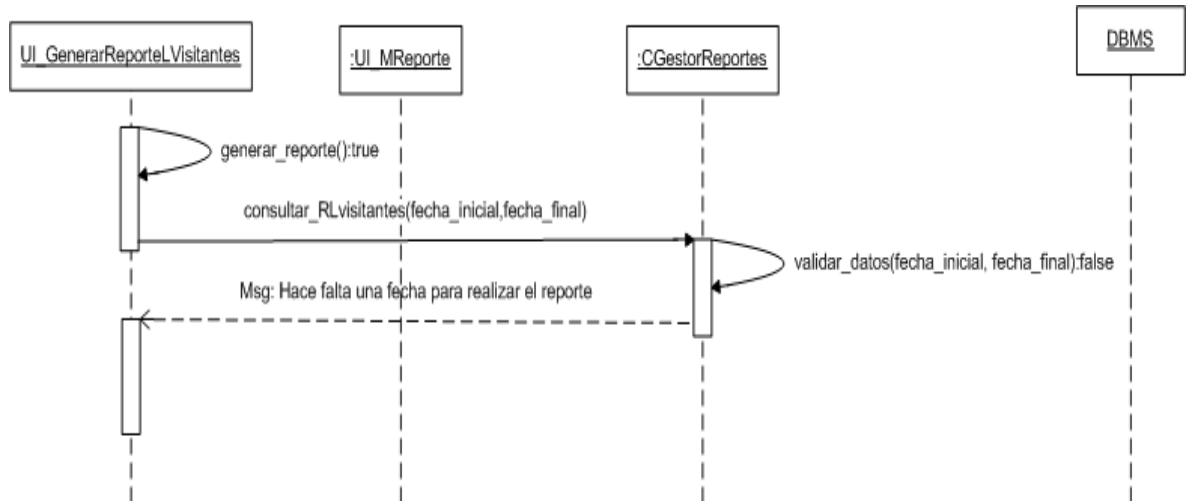 UI_GenerarReporteLVisitantes
:UI_MReporte
:CGestorReportes
DBMS
generar_reporte():true
consultar_RLvisitantes(fecha_inicial,fecha_final)
validar_datos(fecha_inicial, fecha_final):false
Msg: Hace falta una fecha para realizar el reporte